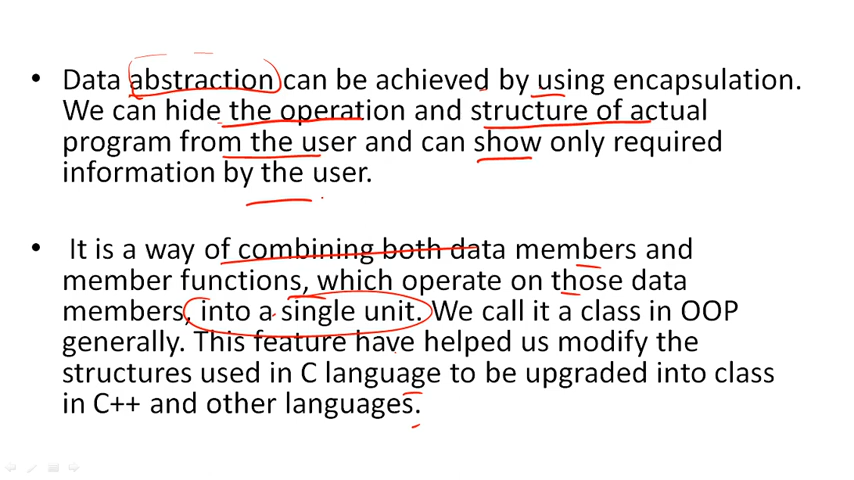 • Data abstraction can be achieved by using encapsulation.
We can hide the operation and structure of actual
program from the user and can show only required
information by the user.
• It is a way of combining both data members and
member functions, which operate on those data
members, into a single unit. We call it a class in OOP
generally. This feature have helped us modify the
structures used in C language to be upgraded into class
in C++ and other languages.